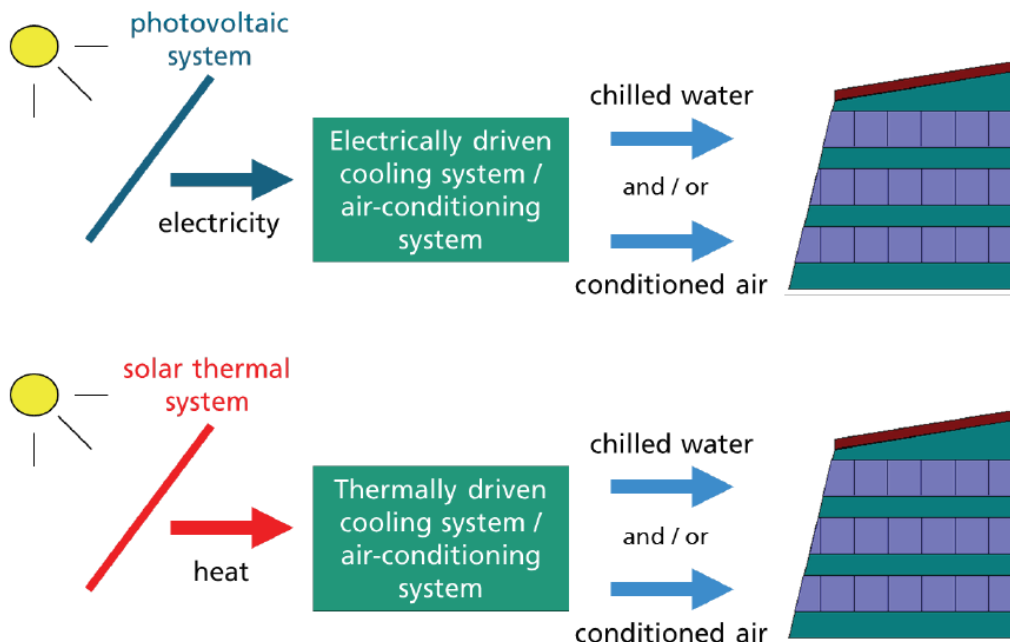 photovoltaic
system
electricity
Electrically driven
cooling system /
air-conditioning
system
chilled water
and / or
conditioned air
solar thermal
system
heat
Thermally driven
cooling system /
air-conditioning
system
chilled water
and / or
conditioned air